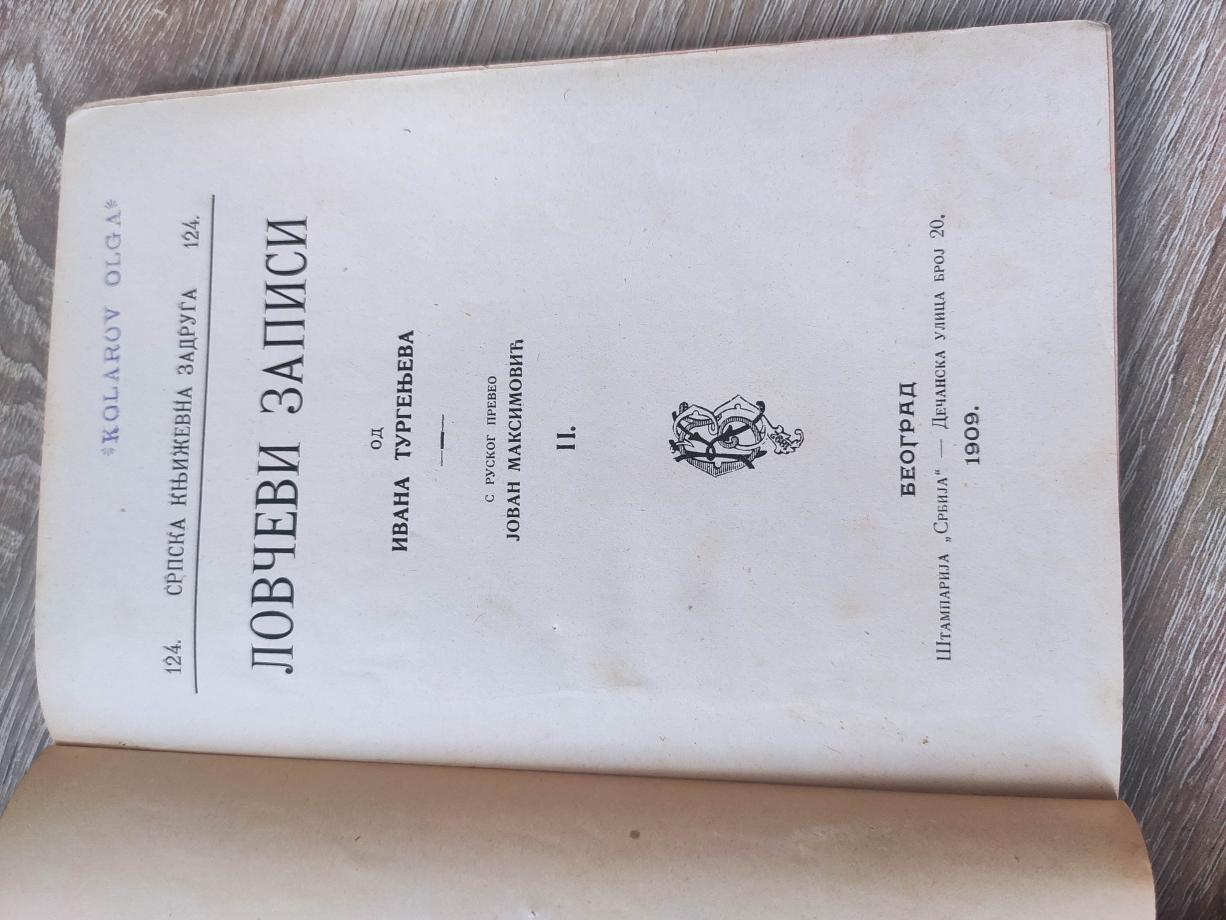 *KOLAROV OLGA*
124. СРПСКА КЊИЖЕВНА ЗАДРУГА 124.
ЛОВЧЕВИ ЗАПИСИ
ОД
ИВАНА ТУРГЕЊЕВА
С РУСКОГ ПРЕВЕО
ЈОВАН МАКСИМОВИЋ
II.
БЕОГРАД
ШТАМПАРИЈА „СРБИЈА“ — ДЕЧАНСКА УЛИЦА БРОЈ 20.
1909.